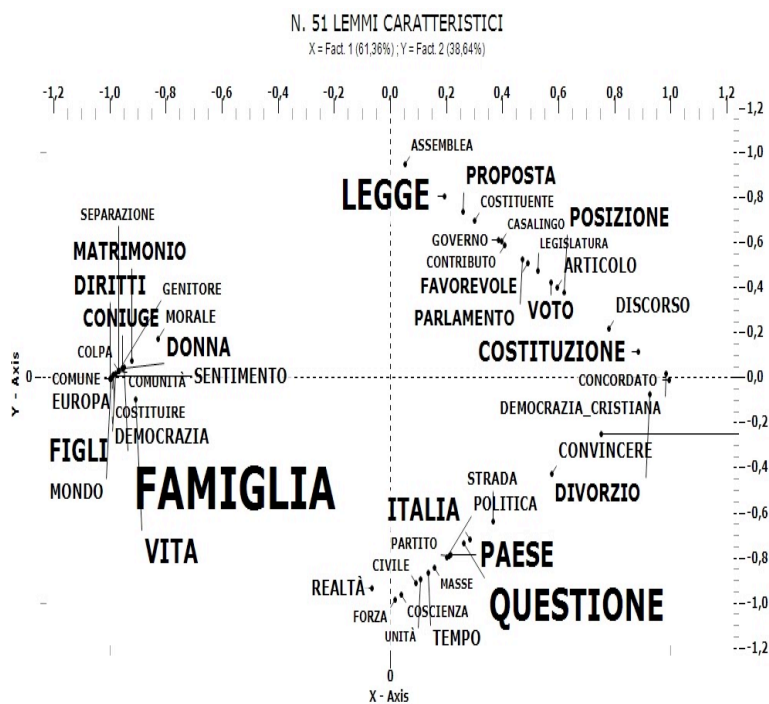 N. 51 LEMMI CARATTERISTICI
X = Fact. 1 (61,36%) ; Y = Fact. 2 (38,64%)
-1,2 -1,0 -0,8 -0,6 -0,4 -0,2 0 0,2 0,4 0,6 0,8 1,0 1,2
-1,2
ASSEMBLEA
1,0
LEGGE
PROPOSTA
0,8
COSTITUENTE
SEPARAZIONE
CASALINGO
POSIZIONE
GOVERNO
LEGISLATURA
0,6
MATRIMONIO
CONTRIBUTO
ARTICOLO
DIRITTI
GENITORE
FAVOREVOLE
0,4
CONIUGE
MORALE
PARLAMENTO
VOTO
DISCORSO
COLPA
DONNA
COSTITUZIONE
0,2
COMUNE
COMUNITÀ
SENTIMENTO
CONCORDATO
0
0,0
EUROPA
COSTITUIRE
DEMOCRAZIA_CRISTIANA
DEMOCRAZIA
-0,2
FIGLI
CONVINCERE
MONDO
FAMIGLIA
STRADA
DIVORZIO
-0,4
ITALIA
POLITICA
-0,6
VITA
PARTITO
PAESE
CIVILE
MASSE
-0,8
REALTÀ
QUESTIONE
FORZA
COSCIENZA
-1,0
UNITÀ
TEMPO
-1,2
0
X - Axis
Y - Axis